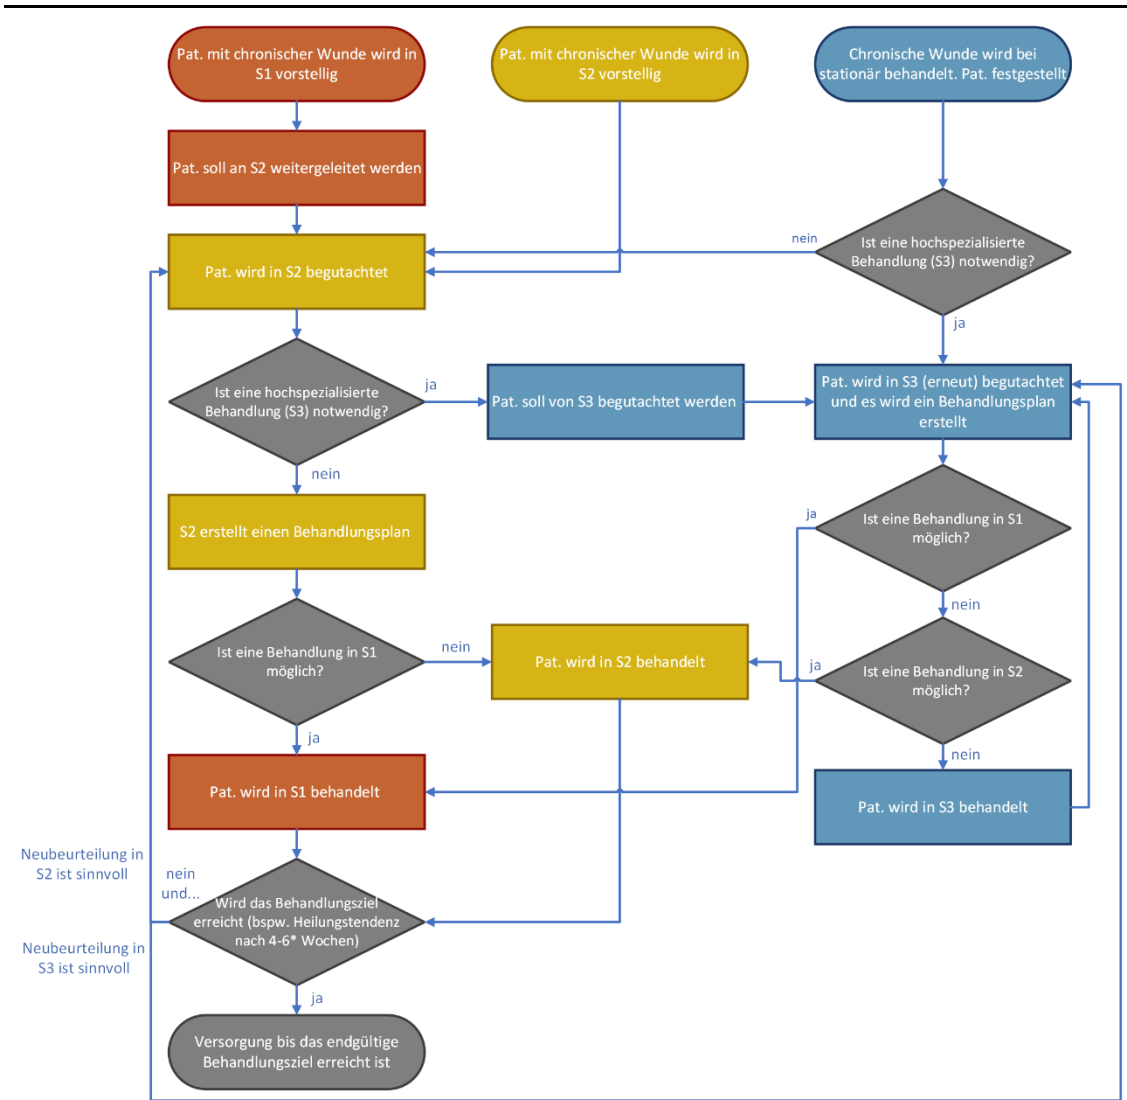 Pat. mit chronischer Wunde wird in
S1 vorstellig
Pat. mit chronischer Wunde wird in
S2 vorstellig
Chronische Wunde wird bei
stationär behandelt. Pat. festgestellt
Pat. soll an S2 weitergeleitet werden
Pat. wird in S2 begutachtet
nein
Ist eine hochspezialisierte
Behandlung (S3) notwendig?
ja
Ist eine hochspezialisierte
Behandlung (S3) notwendig?
ja
Pat. soll von S3 begutachtet werden
Pat. wird in S3 (erneut) begutachtet
und es wird ein Behandlungsplan
erstellt
nein
S2 erstellt einen Behandlungsplan
ja
Ist eine Behandlung in S1
möglich?
nein
Ist eine Behandlung in S1
möglich?
nein
Pat. wird in S2 behandelt
ja
Ist eine Behandlung in S2
möglich?
ja
nein
Pat. wird in S1 behandelt
Pat. wird in S3 behandelt
Neubeurteilung in
S2 ist sinnvoll
nein
und...
Wird das Behandlungsziel
erreicht (bspw. Heilungstendenz
nach 4-6* Wochen)
Neubeurteilung in
S3 ist sinnvoll
ja
Versorgung bis das endgültige
Behandlungsziel erreicht ist